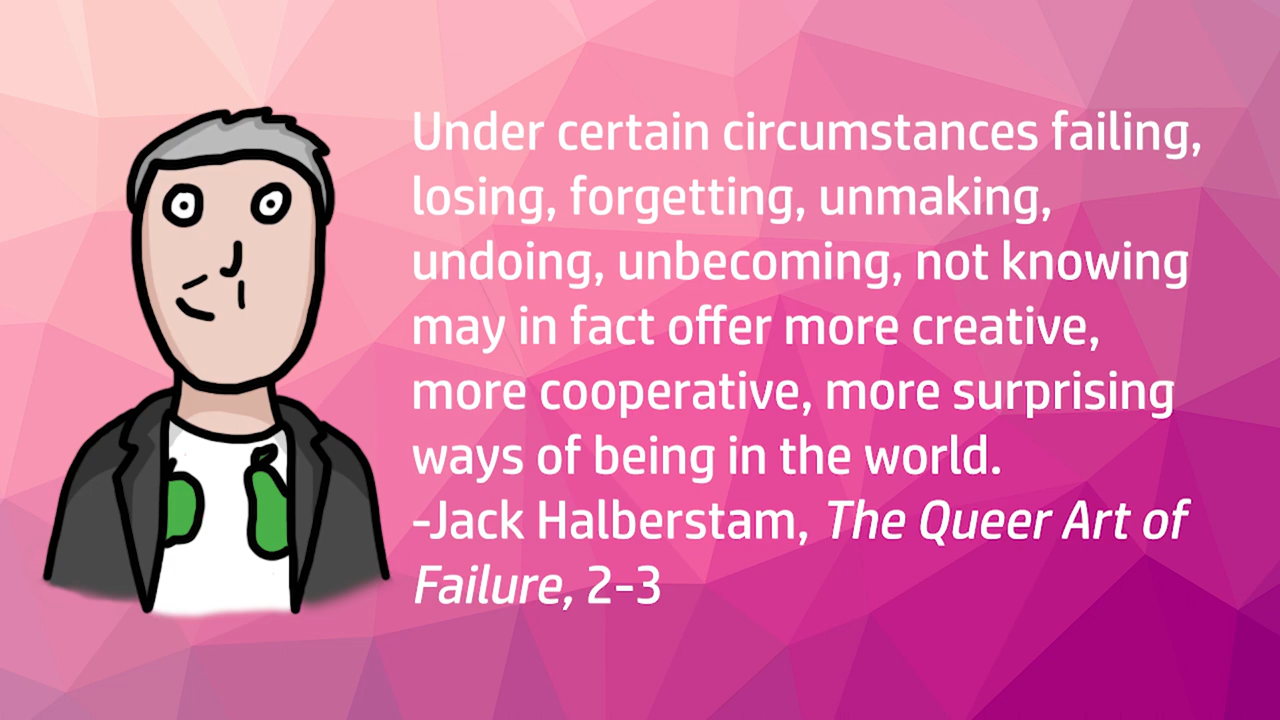 Under certain circumstances failing,
losing, forgetting, unmaking,
undoing, unbecoming, not knowing
may in fact offer more creative,
more cooperative, more surprising
ways of being in the world.
-Jack Halberstam, The Queer Art of
Failure, 2-3